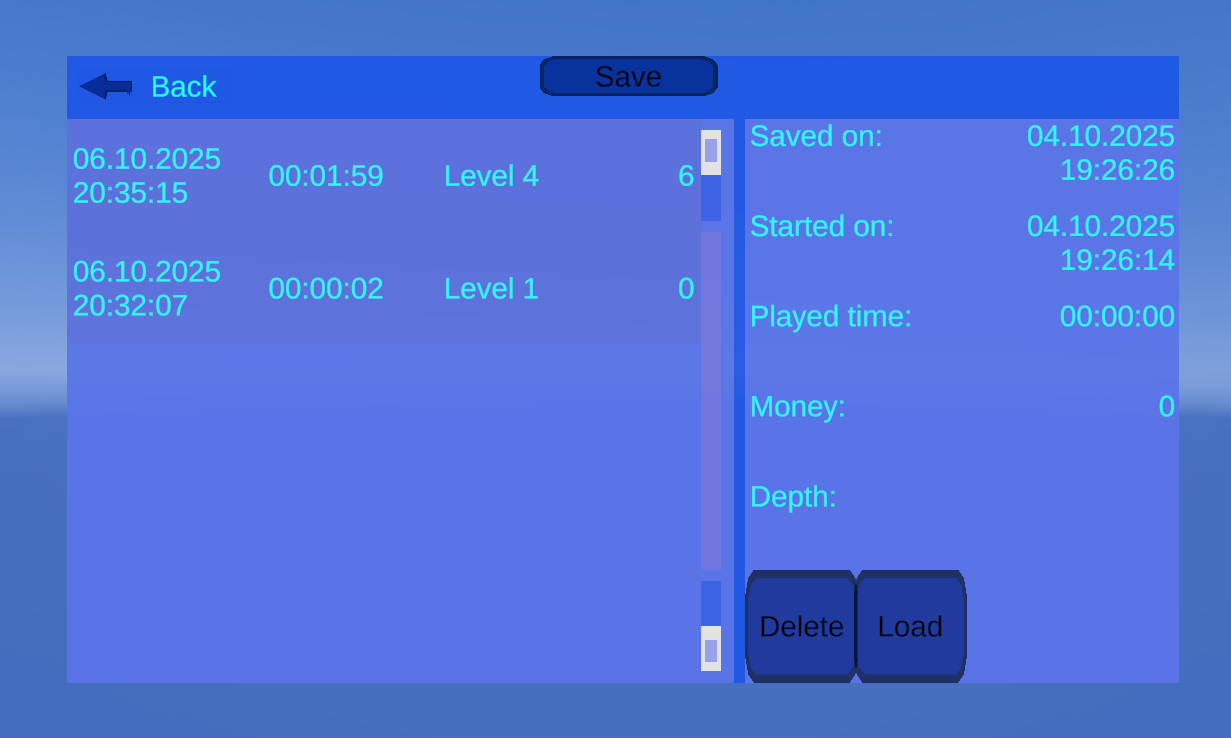 Back
Save
06.10.2025
20:35:15
00:01:59
Level 4
6
06.10.2025
20:32:07
00:00:02
Level 1
0
Saved on:
04.10.2025
19:26:26
Started on:
04.10.2025
19:26:14
Played time:
00:00:00
Money:
0
Depth:
Delete
Load